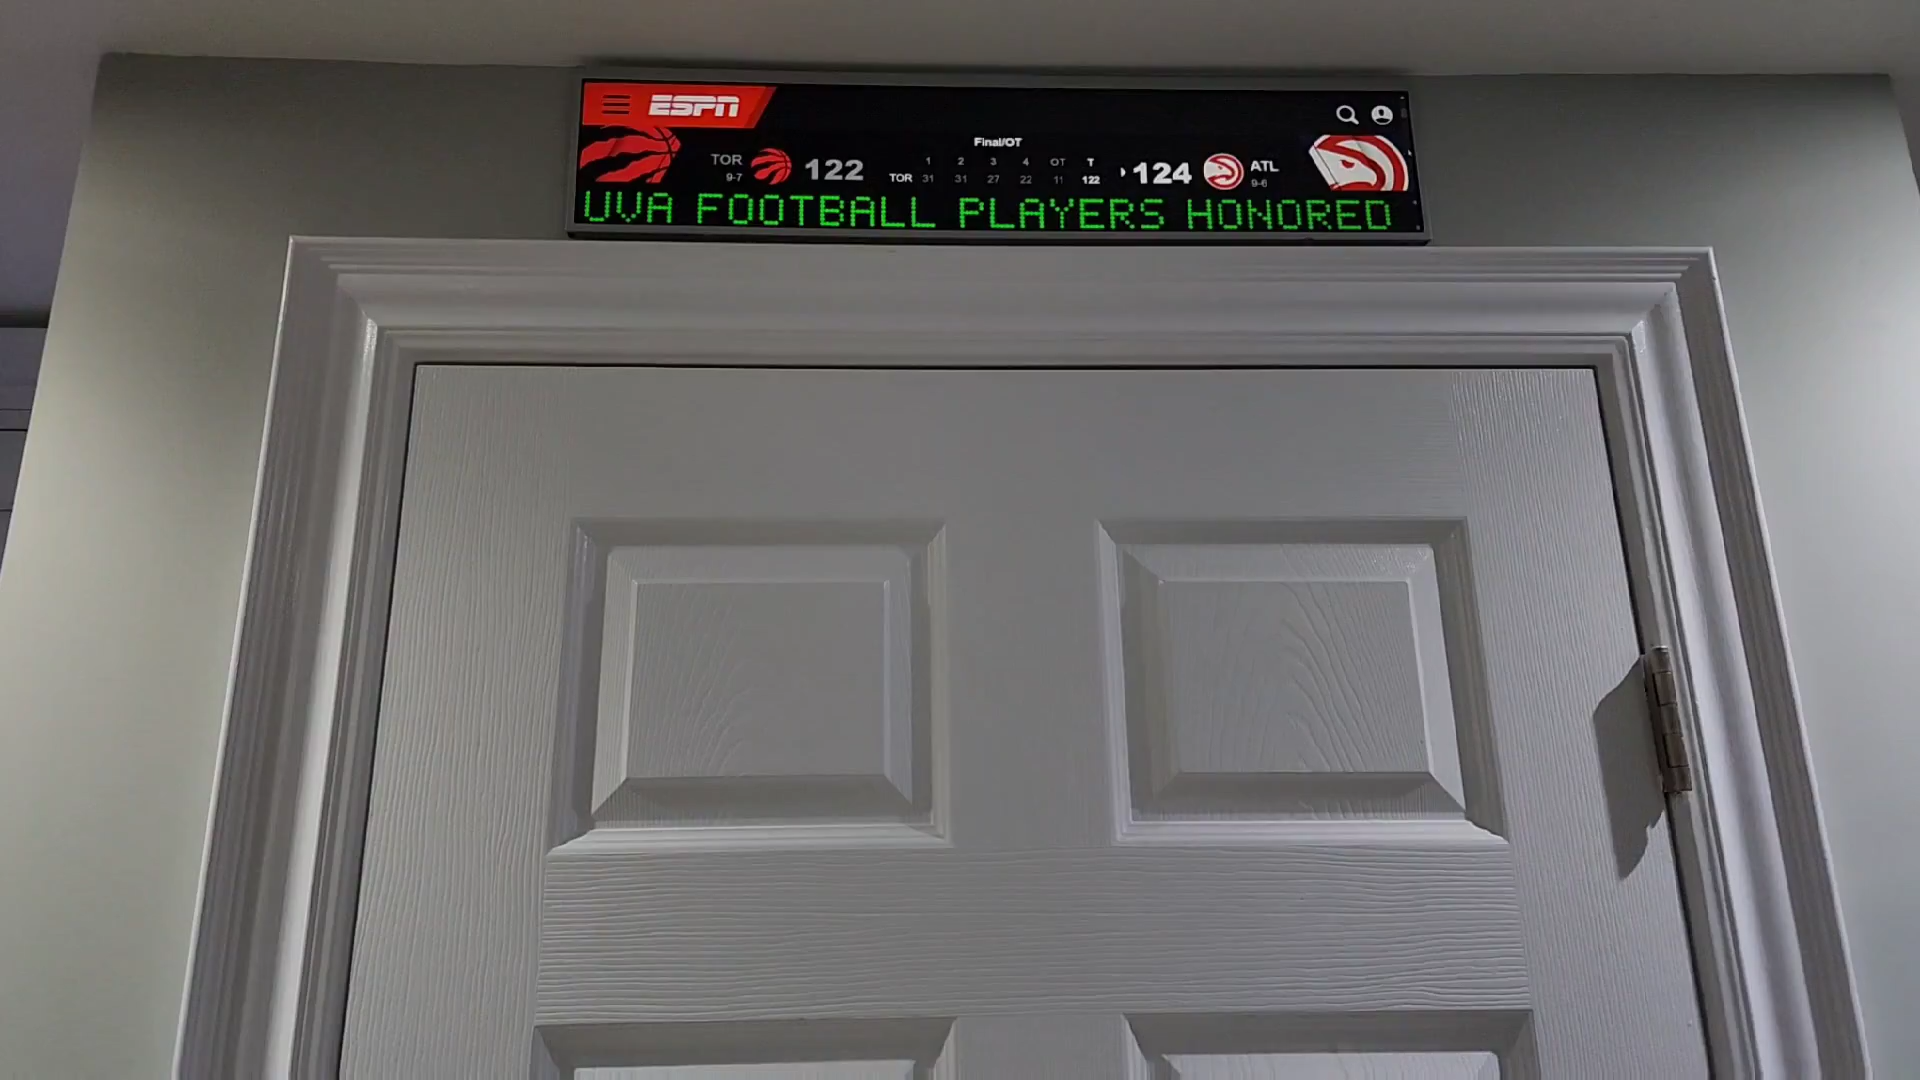 ESPN
Final/OT
TOR 122 1 2 3 4 OT T 124 ATL
9-7 TOR 31 31 27 22 11 122 9-6
UVA FOOTBALL PLAYERS HONORED